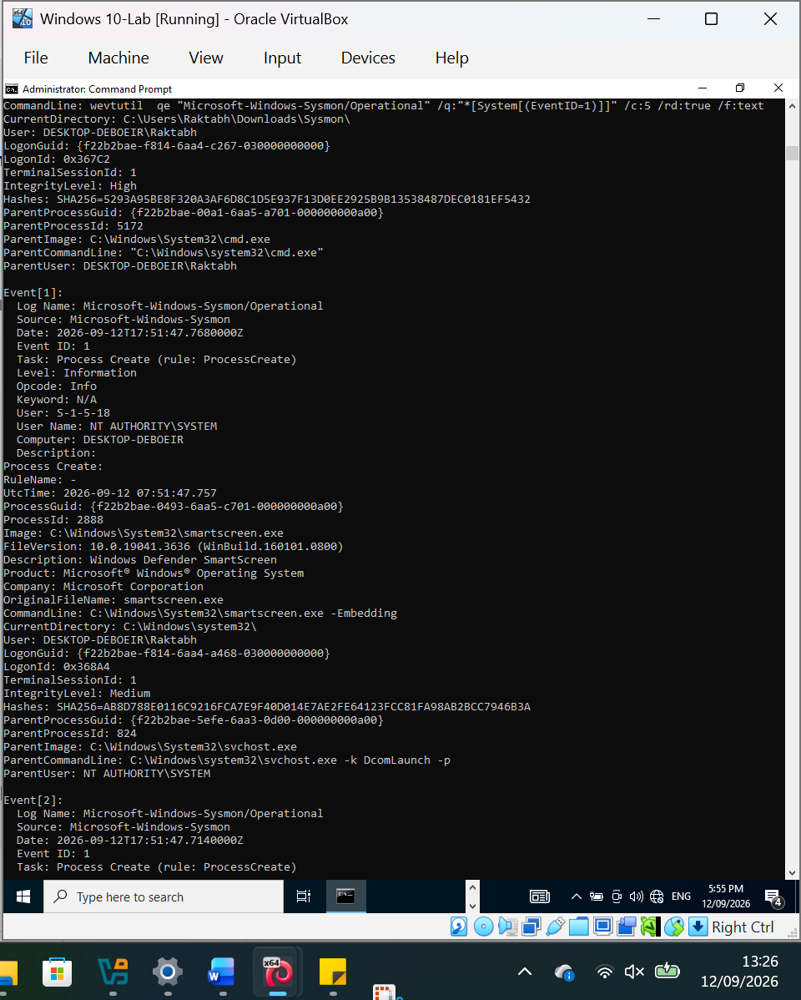 Windows 10-Lab [Running] - Oracle VirtualBox
File Machine View Input Devices Help
Administrator: Command Prompt
CommandLine: wevtutil  qe "Microsoft-Windows-Sysmon/Operational" /q:"*[System[(EventID=1)]]" /c:5 /rd:true /f:text
CurrentDirectory: C:\Users\Raktabh\Downloads\Sysmon\
User: DESKTOP-DEBOEIR\Raktabh
LogonGuid: {f22b2bae-f814-6aa4-c267-030000000000}
LogonId: 0x367C2
TerminalSessionId: 1
IntegrityLevel: High
Hashes: SHA256=5293A95BE8F320A3AF6D8C1D5E937F13D0EE2925B9B13538487DEC0181EF5432
ParentProcessGuid: {f22b2bae-00a1-6aa5-a701-000000000a00}
ParentProcessId: 5172
ParentImage: C:\Windows\System32\cmd.exe
ParentCommandLine: "C:\Windows\system32\cmd.exe"
ParentUser: DESKTOP-DEBOEIR\Raktabh
Event[1]:
Log Name: Microsoft-Windows-Sysmon/Operational
Source: Microsoft-Windows-Sysmon
Date: 2026-09-12T17:51:47.7680000Z
Event ID: 1
Task: Process Create (rule: ProcessCreate)
Level: Information
Opcode: Info
Keyword: N/A
User: S-1-5-18
User Name: NT AUTHORITY\SYSTEM
Computer: DESKTOP-DEBOEIR
Description:
Process Create:
RuleName: -
UtcTime: 2026-09-12 07:51:47.757
ProcessGuid: {f22b2bae-0493-6aa5-c701-000000000a00}
ProcessId: 2888
Image: C:\Windows\System32\smartscreen.exe
FileVersion: 10.0.19041.3636 (WinBuild.160101.0800)
Description: Windows Defender SmartScreen
Product: Microsoft® Windows® Operating System
Company: Microsoft Corporation
OriginalFileName: smartscreen.exe
CommandLine: C:\Windows\System32\smartscreen.exe -Embedding
CurrentDirectory: C:\Windows\system32\
User: DESKTOP-DEBOEIR\Raktabh
LogonGuid: {f22b2bae-f814-6aa4-a468-030000000000}
LogonId: 0x368A4
TerminalSessionId: 1
IntegrityLevel: Medium
Hashes: SHA256=AB8D788E0116C9216FCA7E9F40D014E7AE2FE64123FCC81FA98AB2BCC7946B3A
ParentProcessGuid: {f22b2bae-5efe-6aa3-0d00-000000000a00}
ParentProcessId: 824
ParentImage: C:\Windows\System32\svchost.exe
ParentCommandLine: C:\Windows\system32\svchost.exe -k DcomLaunch -p
ParentUser: NT AUTHORITY\SYSTEM
Event[2]:
Log Name: Microsoft-Windows-Sysmon/Operational
Source: Microsoft-Windows-Sysmon
Date: 2026-09-12T17:51:47.7140000Z
Event ID: 1
Task: Process Create (rule: ProcessCreate)
Type here to search
ENG
5:55 PM
12/09/2026
4
Right Ctrl
x64
13:26
12/09/2026